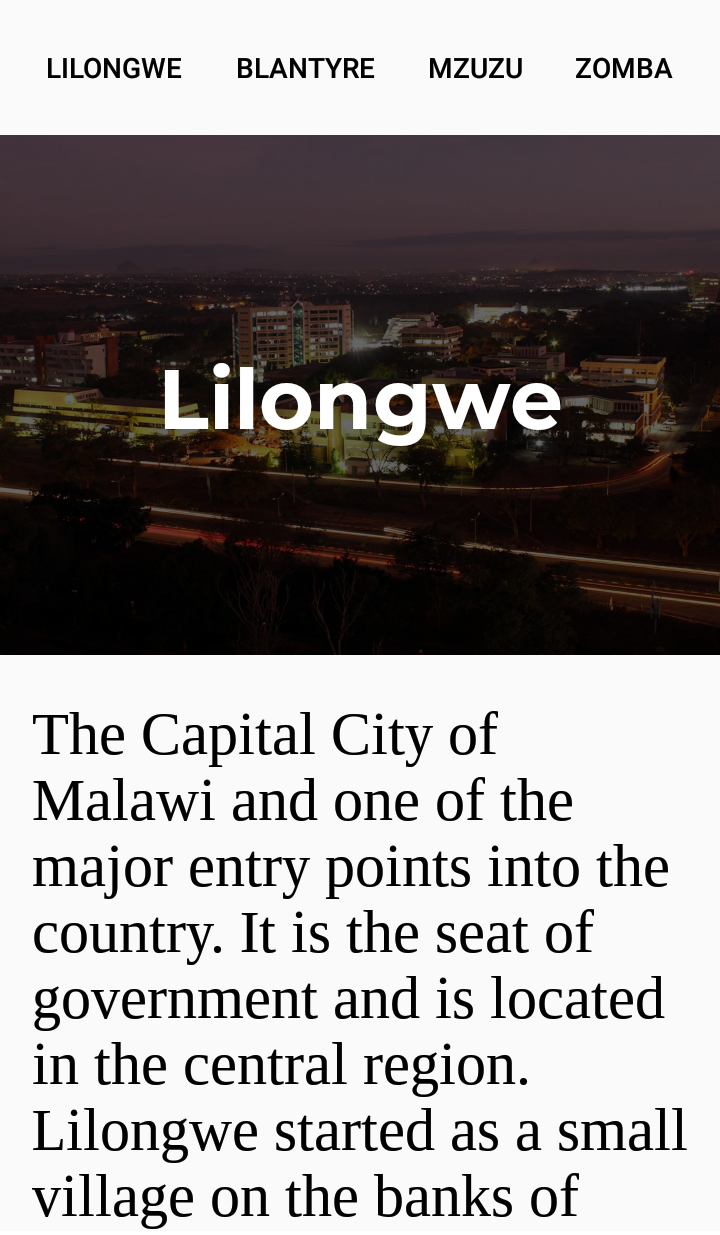 LILONGWE BLANTYRE MZUZU ZOMBA
Lilongwe
The Capital City of
Malawi and one of the
major entry points into the
country. It is the seat of
government and is located
in the central region.
Lilongwe started as a small
village on the banks of